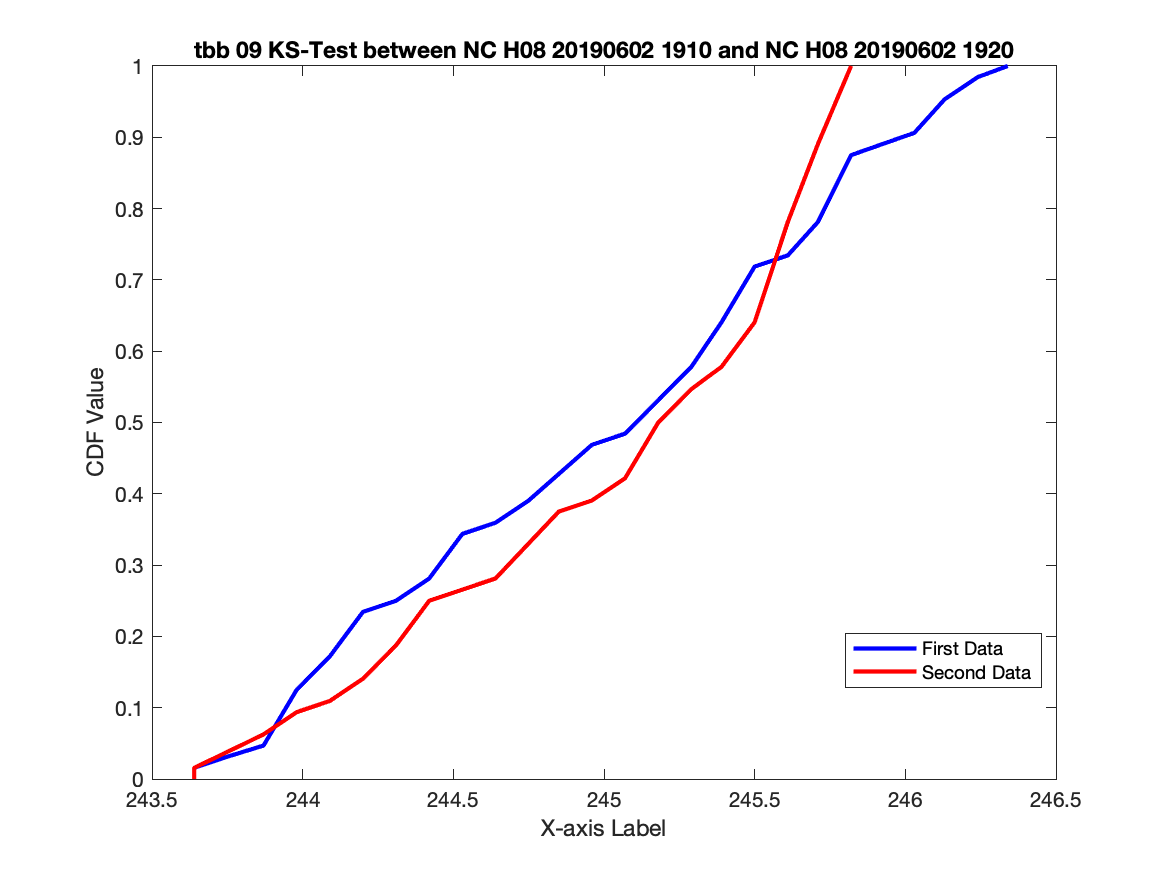 tbb 09 KS-Test between NC H08 20190602 1910 and NC H08 20190602 1920
1
0.9
0.8
0.7
0.6
0.5
0.4
0.3
0.2
0.1
0
CDF Value
First Data
Second Data
243.5 244 244.5 245 245.5 246 246.5
X-axis Label